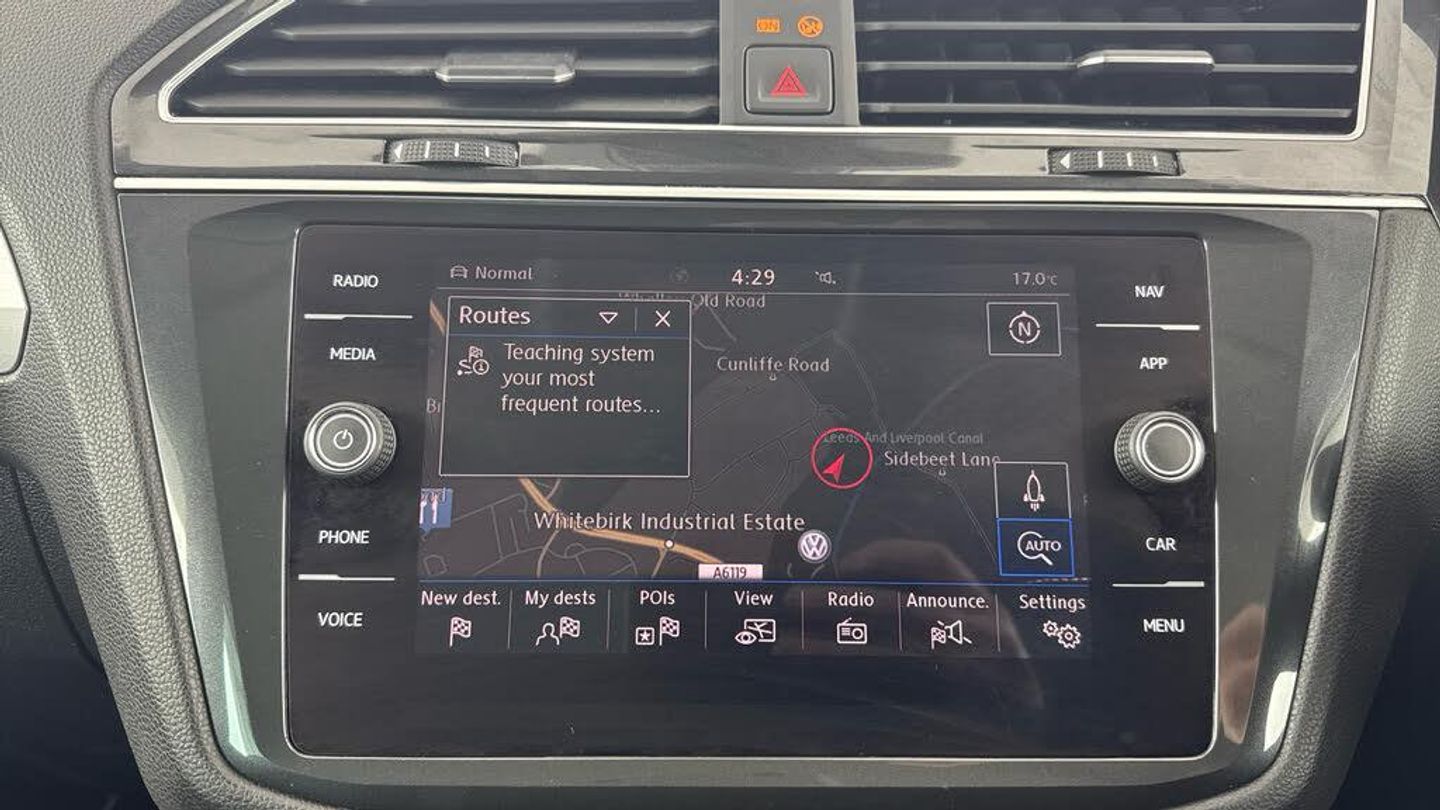 ON
RADIO
MEDIA
PHONE
VOICE
Normal
4:29
17.0°C
Old Road
Routes
Teaching system
your most
frequent routes...
N
Cunliffe Road
Leeds And Liverpool Canal
Sidebeet Lane
Whitebirk Industrial Estate
A6119
AUTO
New dest.
My dests
POIs
View
Radio
Announce.
Settings
NAV
APP
CAR
MENU